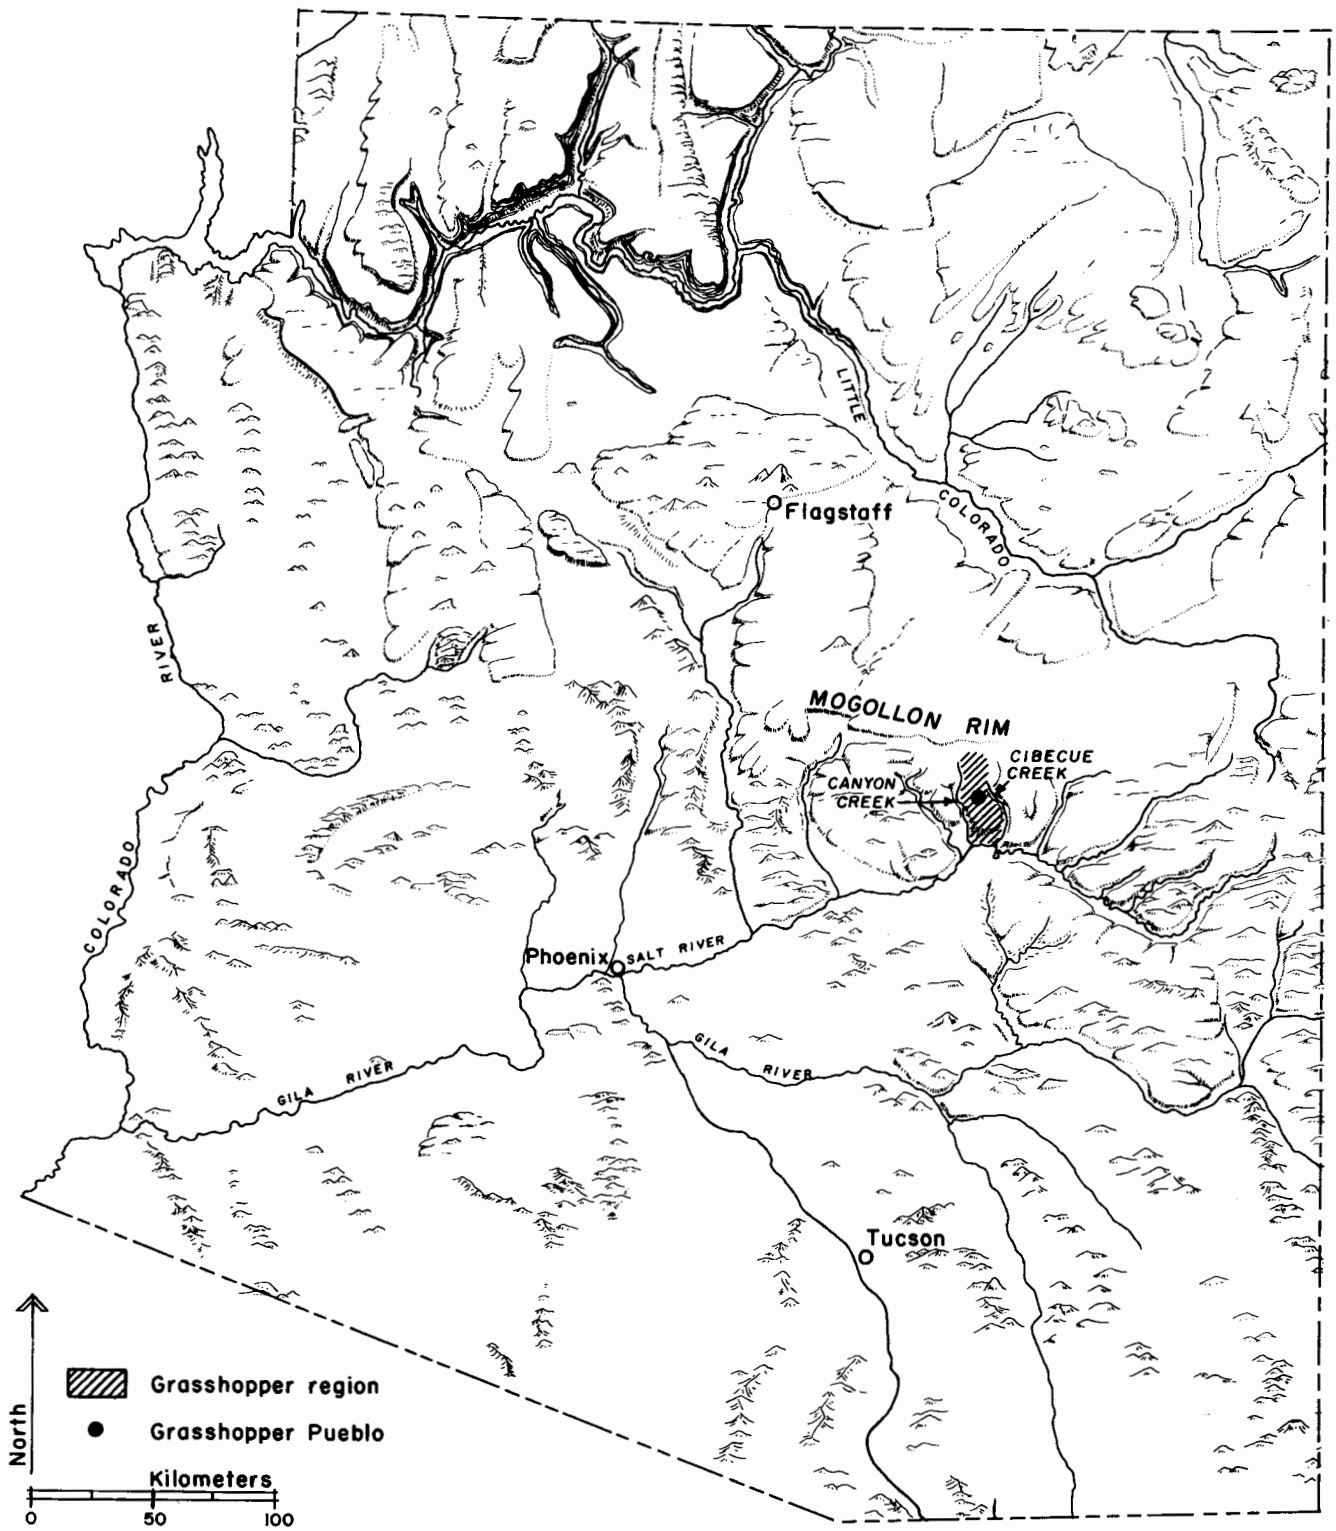 LITTLE
COLORADO
Flagstaff
RIVER
MOGOLLON RIM
CIBECUE
CREEK
CANYON
CREEK
COLORADO
Phoenix
SALT RIVER
GILA RIVER
GILA RIVER
Tucson
North
Grasshopper region
Grasshopper Pueblo
Kilometers
0 50 100